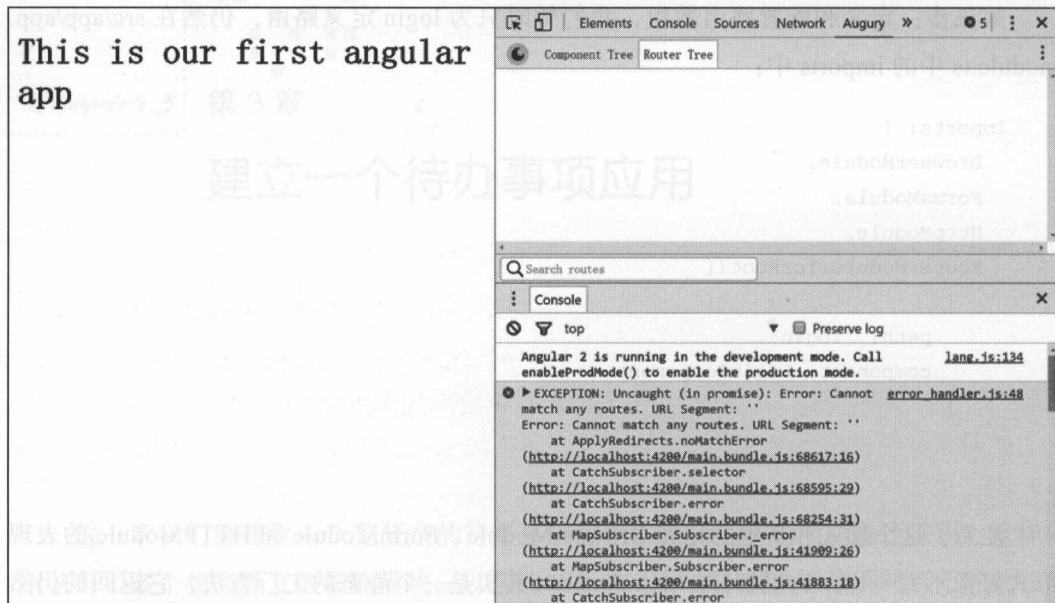 This is our first angular
app
Elements Console Sources Network Augury » 5
Component Tree Router Tree
Search routes
Console
top Preserve log
Angular 2 is running in the development mode. Call lang.js:134
enableProdMode() to enable the production mode.
EXCEPTION: Uncaught (in promise): Error: Cannot error_handler.js:48
match any routes. URL Segment: ''
Error: Cannot match any routes. URL Segment: ''
at ApplyRedirects.noMatchError
(http://localhost:4200/main.bundle.js:68617:16)
at CatchSubscriber.selector
(http://localhost:4200/main.bundle.js:68595:29)
at CatchSubscriber.error
(http://localhost:4200/main.bundle.js:68254:31)
at MapSubscriber.Subscriber._error
(http://localhost:4200/main.bundle.js:41909:26)
at MapSubscriber.Subscriber.error
(http://localhost:4200/main.bundle.js:41883:18)
at CatchSubscriber.error
第 3 章
建立一个待办事项应用